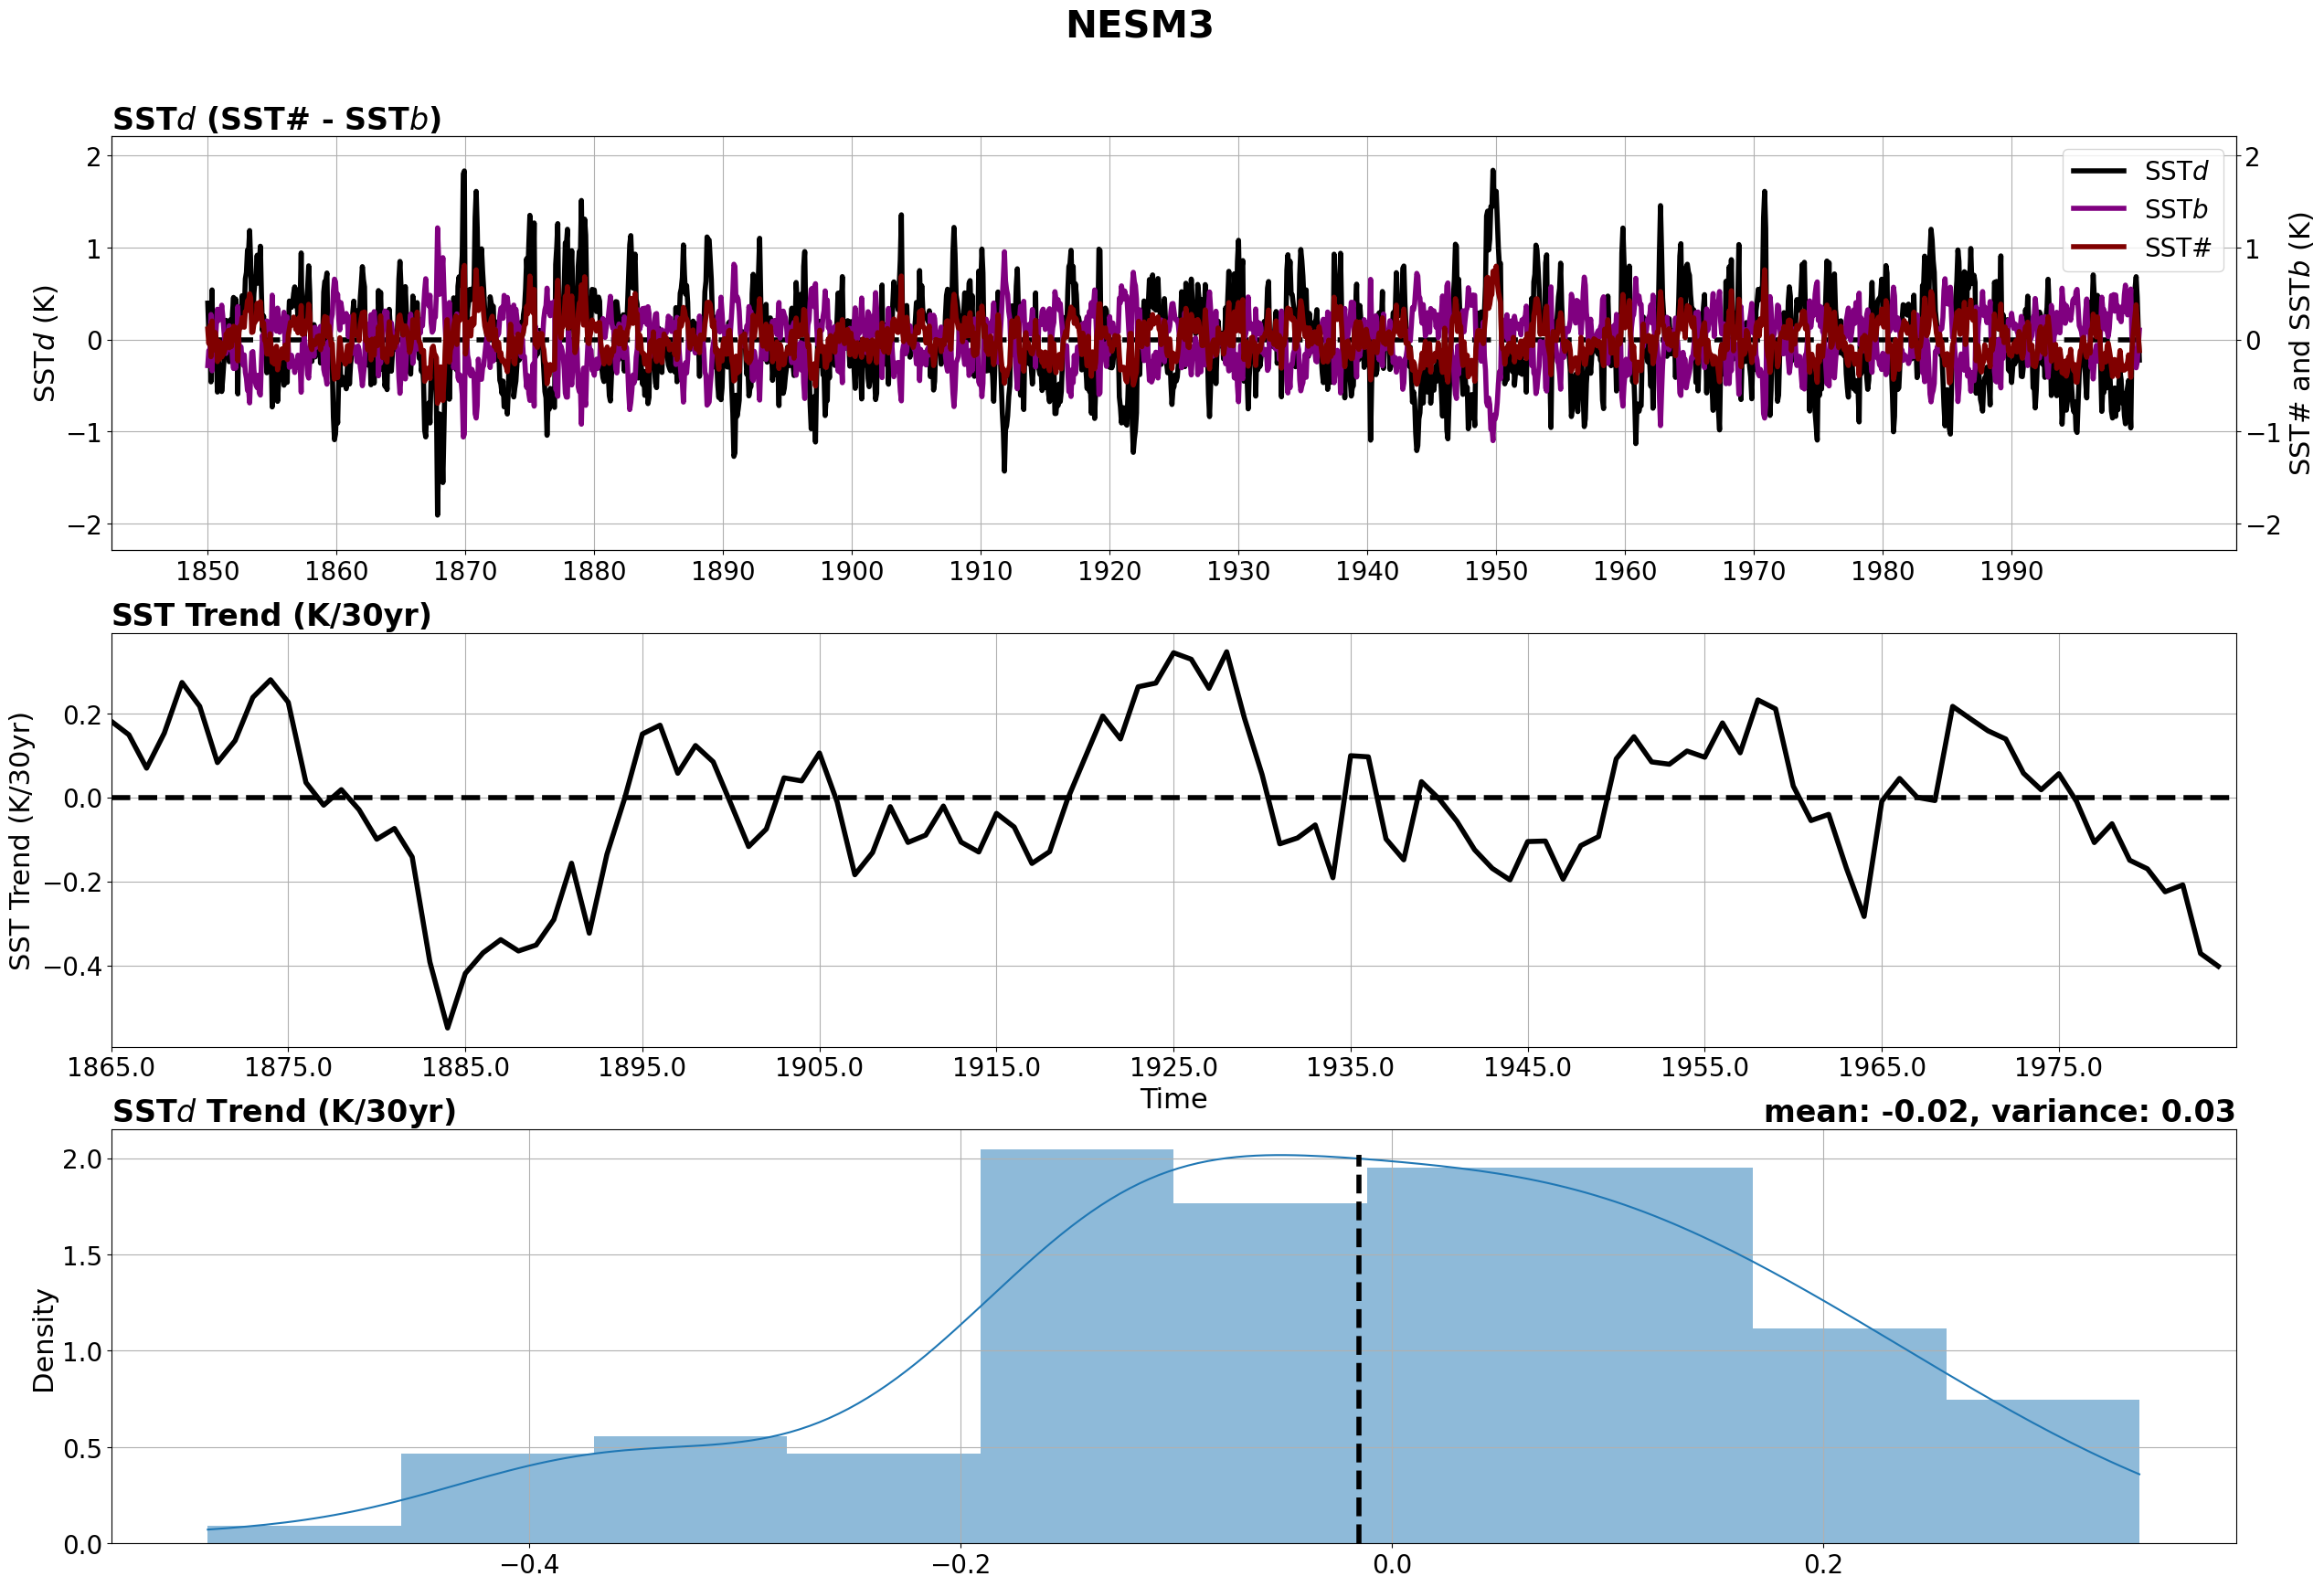 NESM3
SSTd (SST# - SSTb)
SSTd (K)
2
1
0
−1
−2
SSTd
SSTb
SST#
2
1
0
−1
−2
SST# and SSTb (K)
1850 1860 1870 1880 1890 1900 1910 1920 1930 1940 1950 1960 1970 1980 1990
SST Trend (K/30yr)
SST Trend (K/30yr)
0.2
0.0
−0.2
−0.4
1865.0 1875.0 1885.0 1895.0 1905.0 1915.0 1925.0 1935.0 1945.0 1955.0 1965.0 1975.0
Time
SSTd Trend (K/30yr) mean: -0.02, variance: 0.03
Density
2.0
1.5
1.0
0.5
0.0
−0.4 −0.2 0.0 0.2